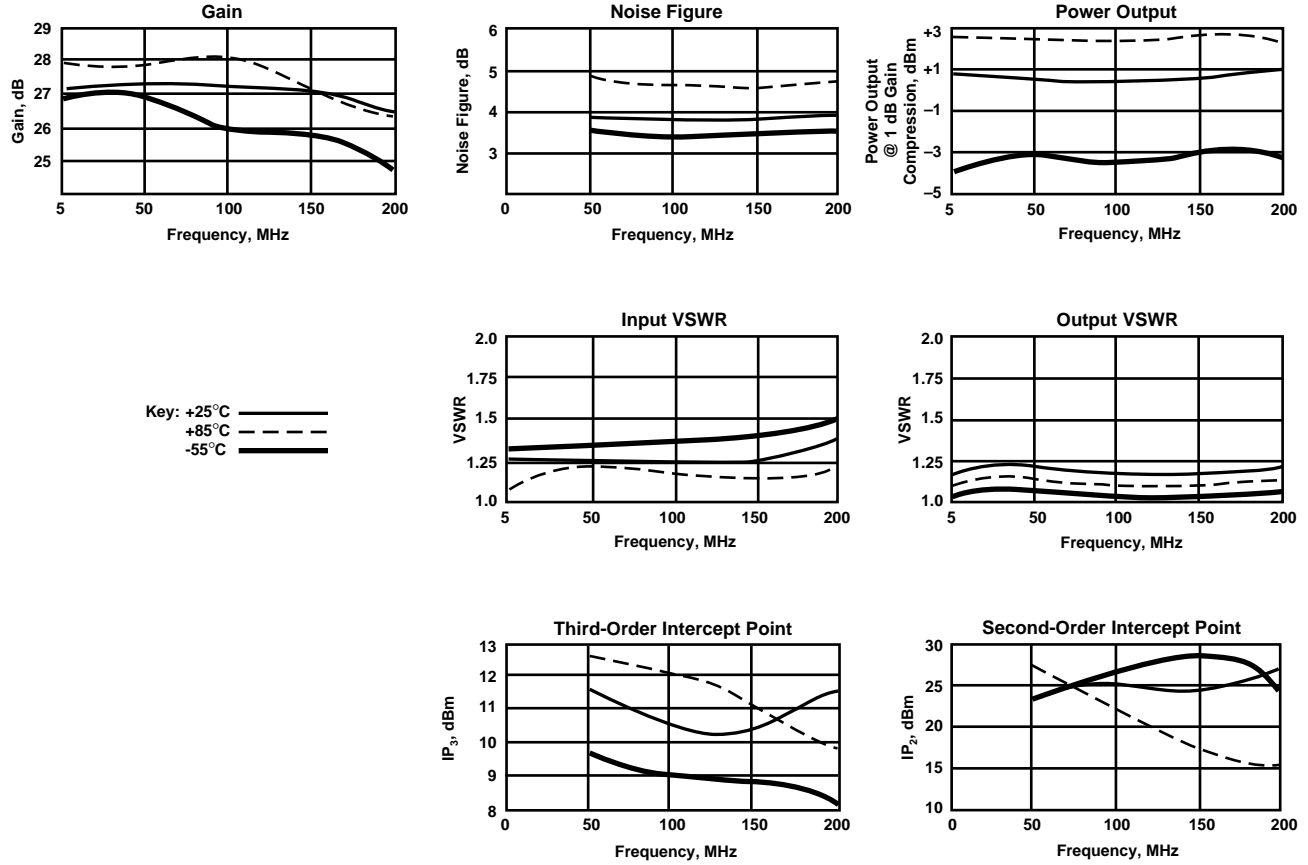 Gain
29
28
27
26
25
Gain, dB
5 50 100 150 200
Frequency, MHz
Noise Figure
6
5
4
3
Noise Figure, dB
0 50 100 150 200
Frequency, MHz
Power Output
+3
+1
–1
–3
–5
Power Output
@ 1 dB Gain
Compression, dBm
5 50 100 150 200
Frequency, MHz
Key: +25°C
+85°C
-55°C
Input VSWR
2.0
1.75
1.5
1.25
1.0
VSWR
5 50 100 150 200
Frequency, MHz
Output VSWR
2.0
1.75
1.5
1.25
1.0
VSWR
5 50 100 150 200
Frequency, MHz
Third-Order Intercept Point
13
12
11
10
9
8
IP3, dBm
0 50 100 150 200
Frequency, MHz
Second-Order Intercept Point
30
25
20
15
10
IP2, dBm
0 50 100 150 200
Frequency, MHz